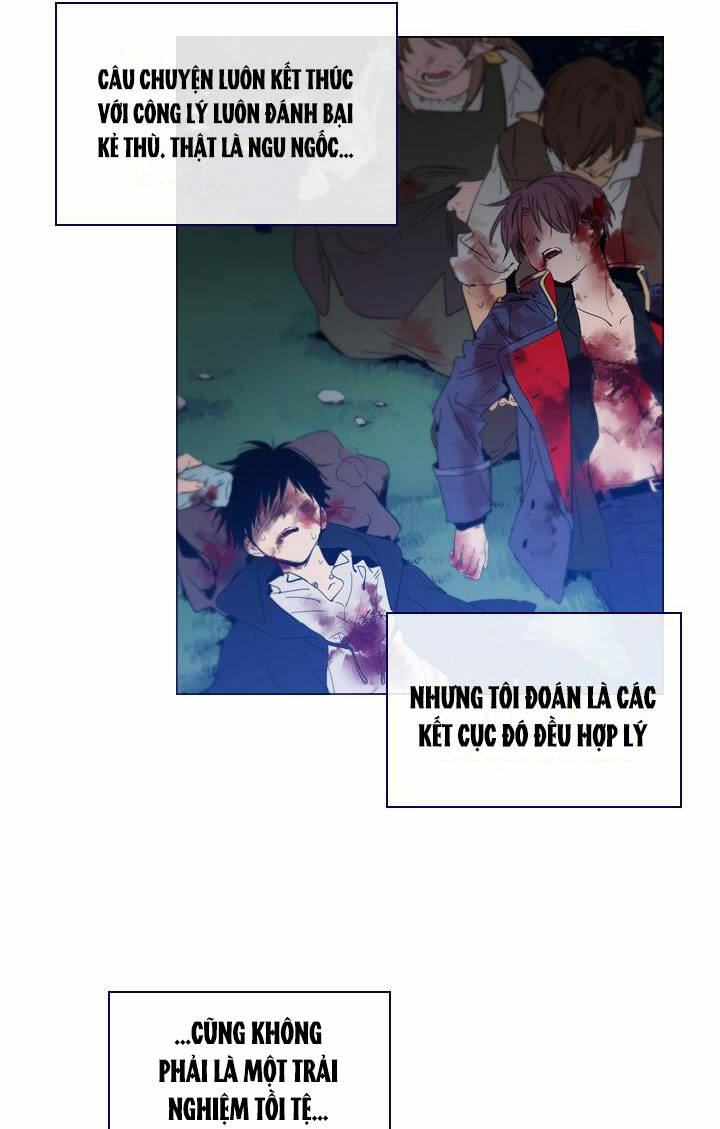 CÂU CHUYỆN LUÔN KẾT THÚC
VỚI CÔNG LÝ LUÔN ĐÁNH BẠI
KẺ THÙ. THẬT LÀ NGU NGỐC...
NHƯNG TÔI ĐOÁN LÀ CÁC
KẾT CỤC ĐÓ ĐỀU HỢP LÝ
...CŨNG KHÔNG
PHẢI LÀ MỘT TRẢI
NGHIỆM TỒI TỆ...